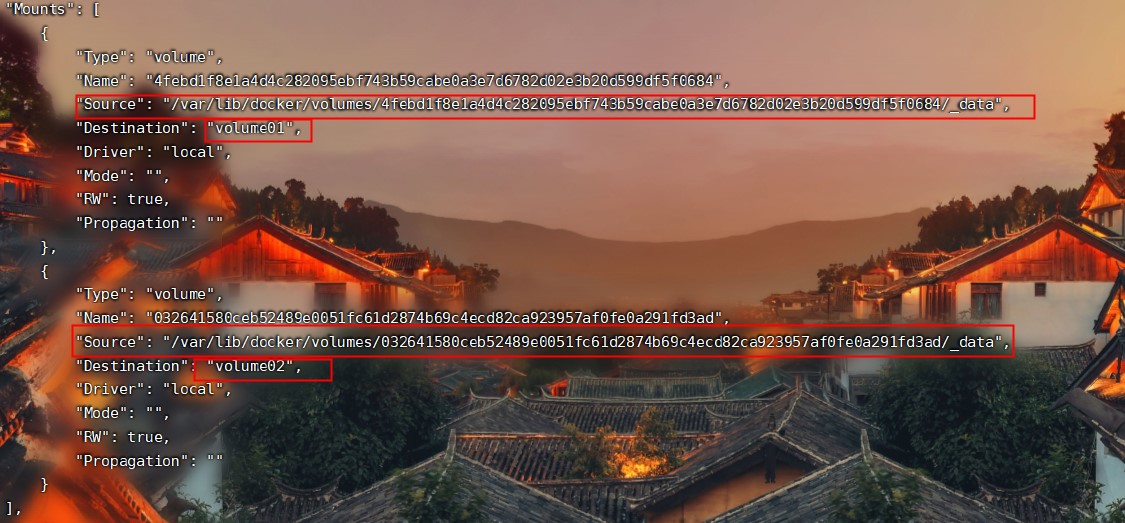 "Mounts": [
{
"Type": "volume",
"Name": "4febd1f8e1a4d4c282095ebf743b59cabe0a3e7d6782d02e3b20d599df5f0684",
"Source": "/var/lib/docker/volumes/4febd1f8e1a4d4c282095ebf743b59cabe0a3e7d6782d02e3b20d599df5f0684/_data",
"Destination": "volume01",
"Driver": "local",
"Mode": "",
"RW": true,
"Propagation": ""
},
{
"Type": "volume",
"Name": "032641580ceb52489e0051fc61d2874b69c4ecd82ca923957af0fe0a291fd3ad",
"Source": "/var/lib/docker/volumes/032641580ceb52489e0051fc61d2874b69c4ecd82ca923957af0fe0a291fd3ad/_data",
"Destination": "volume02",
"Driver": "local",
"Mode": "",
"RW": true,
"Propagation": ""
}
],